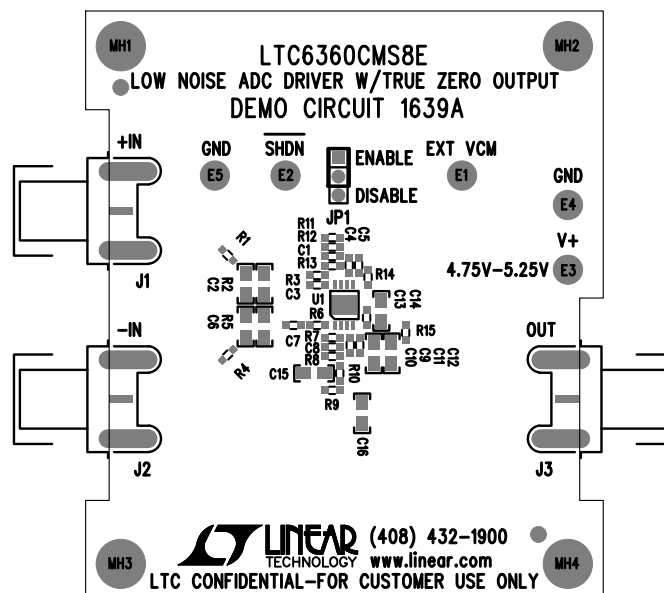 MH1
MH2
LTC6360CMS8E
LOW NOISE ADC DRIVER W/TRUE ZERO OUTPUT
DEMO CIRCUIT 1639A
+IN
GND
SHDN
ENABLE
EXT VCM
E5
E2
E1
GND
DISABLE
E4
JP1
V+
4.75V-5.25V
E3
J1
R1
R11
R12
C1
R13
C4
C5
R14
R3
C3
C2
R2
U1
C13
C14
-IN
C6
R5
R6
C7
R7
C8
R8
R15
OUT
R4
C15
R10
C10
C9
C11
C12
R9
C16
J2
J3
LINEAR
TECHNOLOGY
(408) 432-1900
www.linear.com
MH3
MH4
LTC CONFIDENTIAL-FOR CUSTOMER USE ONLY